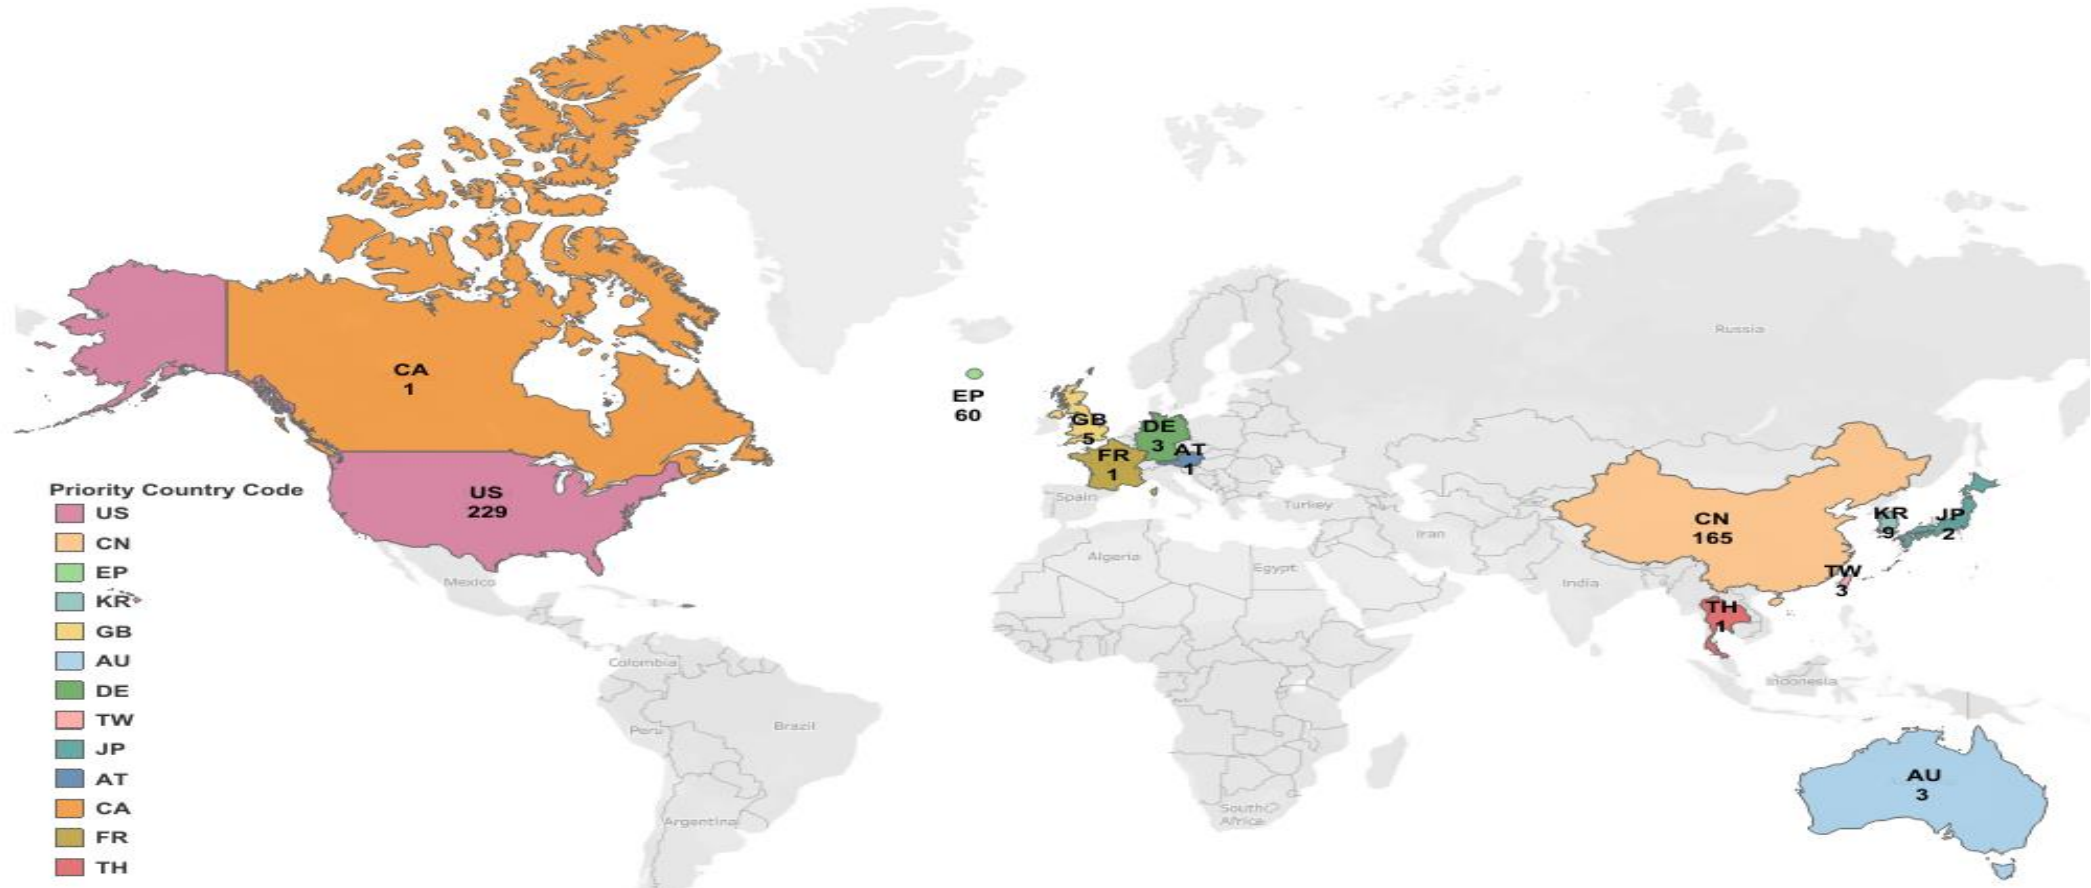 CA
1
EP
60
GB
5
DE
3
AT
1
FR
1
US
229
CN
165
KR
9
JP
2
TW
3
TH
1
AU
3
Russia
Spain
Turkey
Iran
Algeria
Egypt
India
Mexico
Colombia
Peru
Brazil
Argentina
South
Africa
Indonesia
Priority Country Code
US
CN
EP
KR
GB
AU
DE
TW
JP
AT
CA
FR
TH